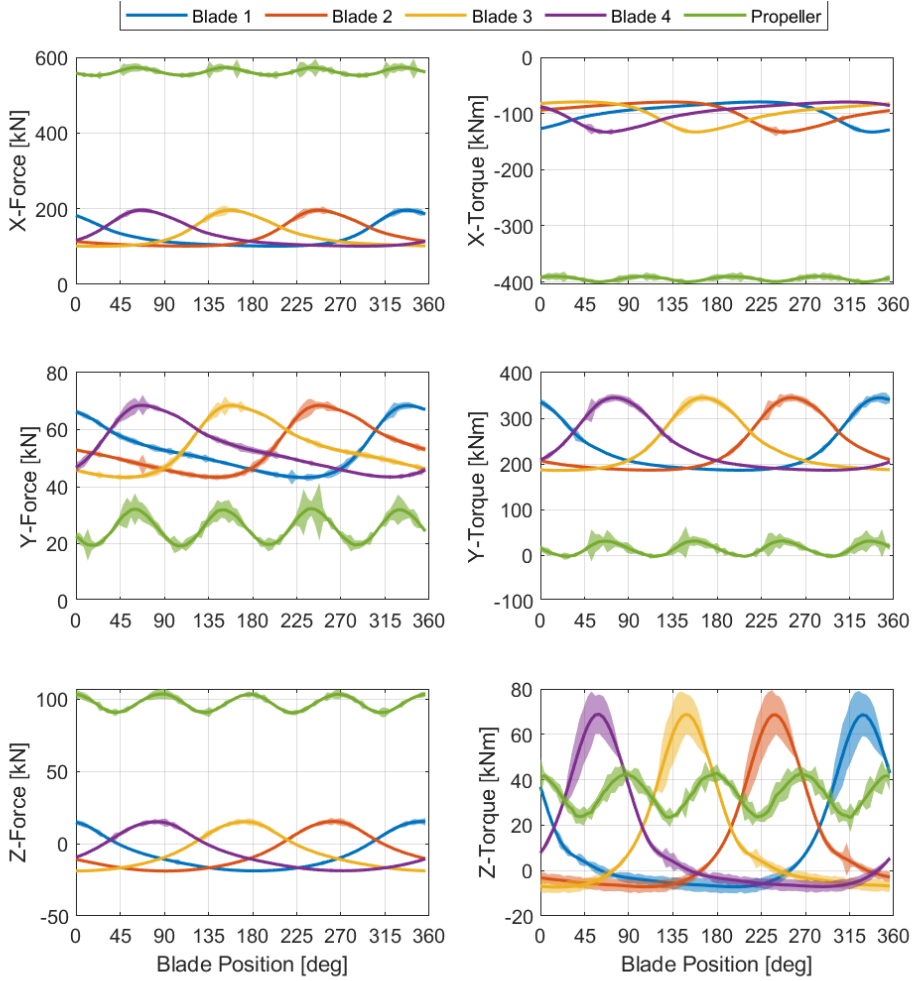 Blade 1 Blade 2 Blade 3 Blade 4 Propeller
X-Force [kN]
600
400
200
0
0 45 90 135 180 225 270 315 360
X-Torque [kNm]
0
-100
-200
-300
-400
0 45 90 135 180 225 270 315 360
Y-Force [kN]
80
60
40
20
0
0 45 90 135 180 225 270 315 360
Y-Torque [kNm]
400
300
200
100
0
-100
0 45 90 135 180 225 270 315 360
Z-Force [kN]
100
50
0
-50
0 45 90 135 180 225 270 315 360
Blade Position [deg]
Z-Torque [kNm]
80
60
40
20
0
-20
0 45 90 135 180 225 270 315 360
Blade Position [deg]